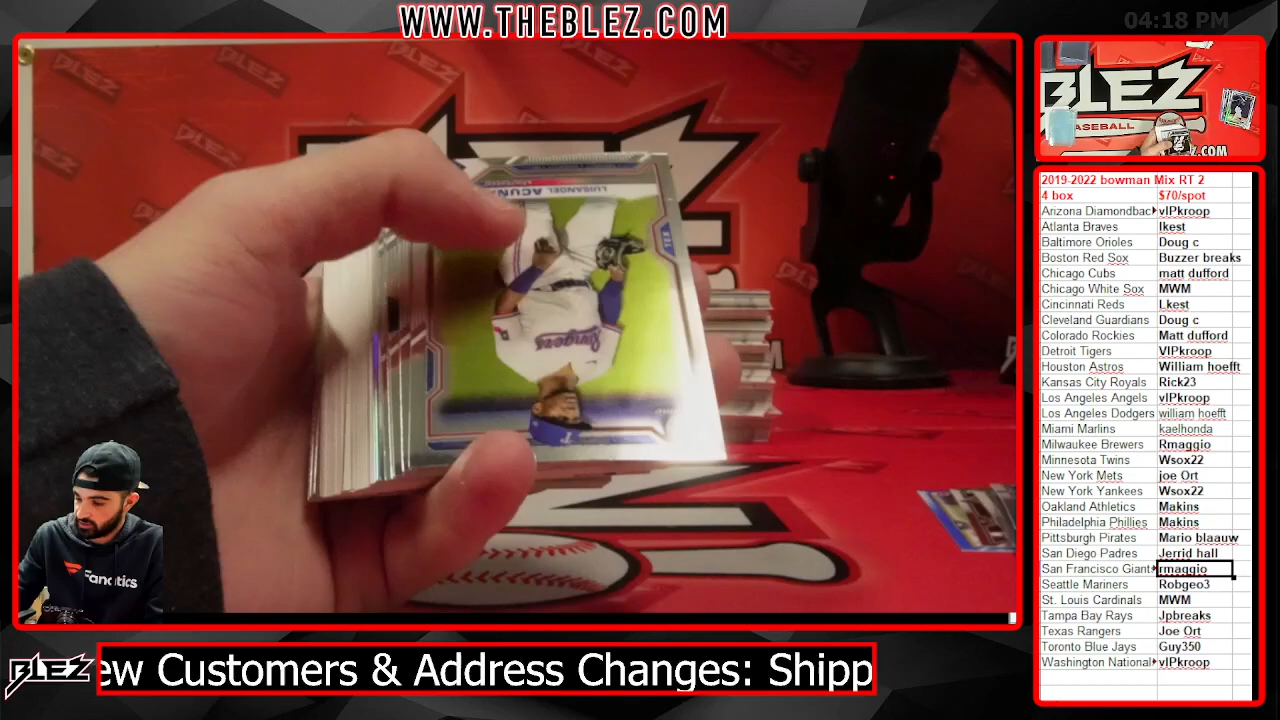 WWW.THEBLEZ.COM
04:18 PM
BLEZ
BASEBALL
BLEZ.COM
LUISANGEL ACUÑ
TEX
Rangers
Fanatics
2019-2022 bowman Mix RT 2
4 box $70/spot
Arizona Diamondbac vIPkroop
Atlanta Braves lkest
Baltimore Orioles Doug c
Boston Red Sox Buzzer breaks
Chicago Cubs matt dufford
Chicago White Sox MWM
Cincinnati Reds Lkest
Cleveland Guardians Doug c
Colorado Rockies Matt dufford
Detroit Tigers VIPkroop
Houston Astros William hoefft
Kansas City Royals Rick23
Los Angeles Angels vIPkroop
Los Angeles Dodgers william hoefft
Miami Marlins kaelhonda
Milwaukee Brewers Rmaggio
Minnesota Twins Wsox22
New York Mets joe Ort
New York Yankees Wsox22
Oakland Athletics Makins
Philadelphia Phillies Makins
Pittsburgh Pirates Mario blaauw
San Diego Padres Jerrid hall
San Francisco Giant rmaggio
Seattle Mariners Robgeo3
St. Louis Cardinals MWM
Tampa Bay Rays Jpbreaks
Texas Rangers Joe Ort
Toronto Blue Jays Guy350
Washington National vIPkroop
BLEZ
ew Customers & Address Changes: Shipp